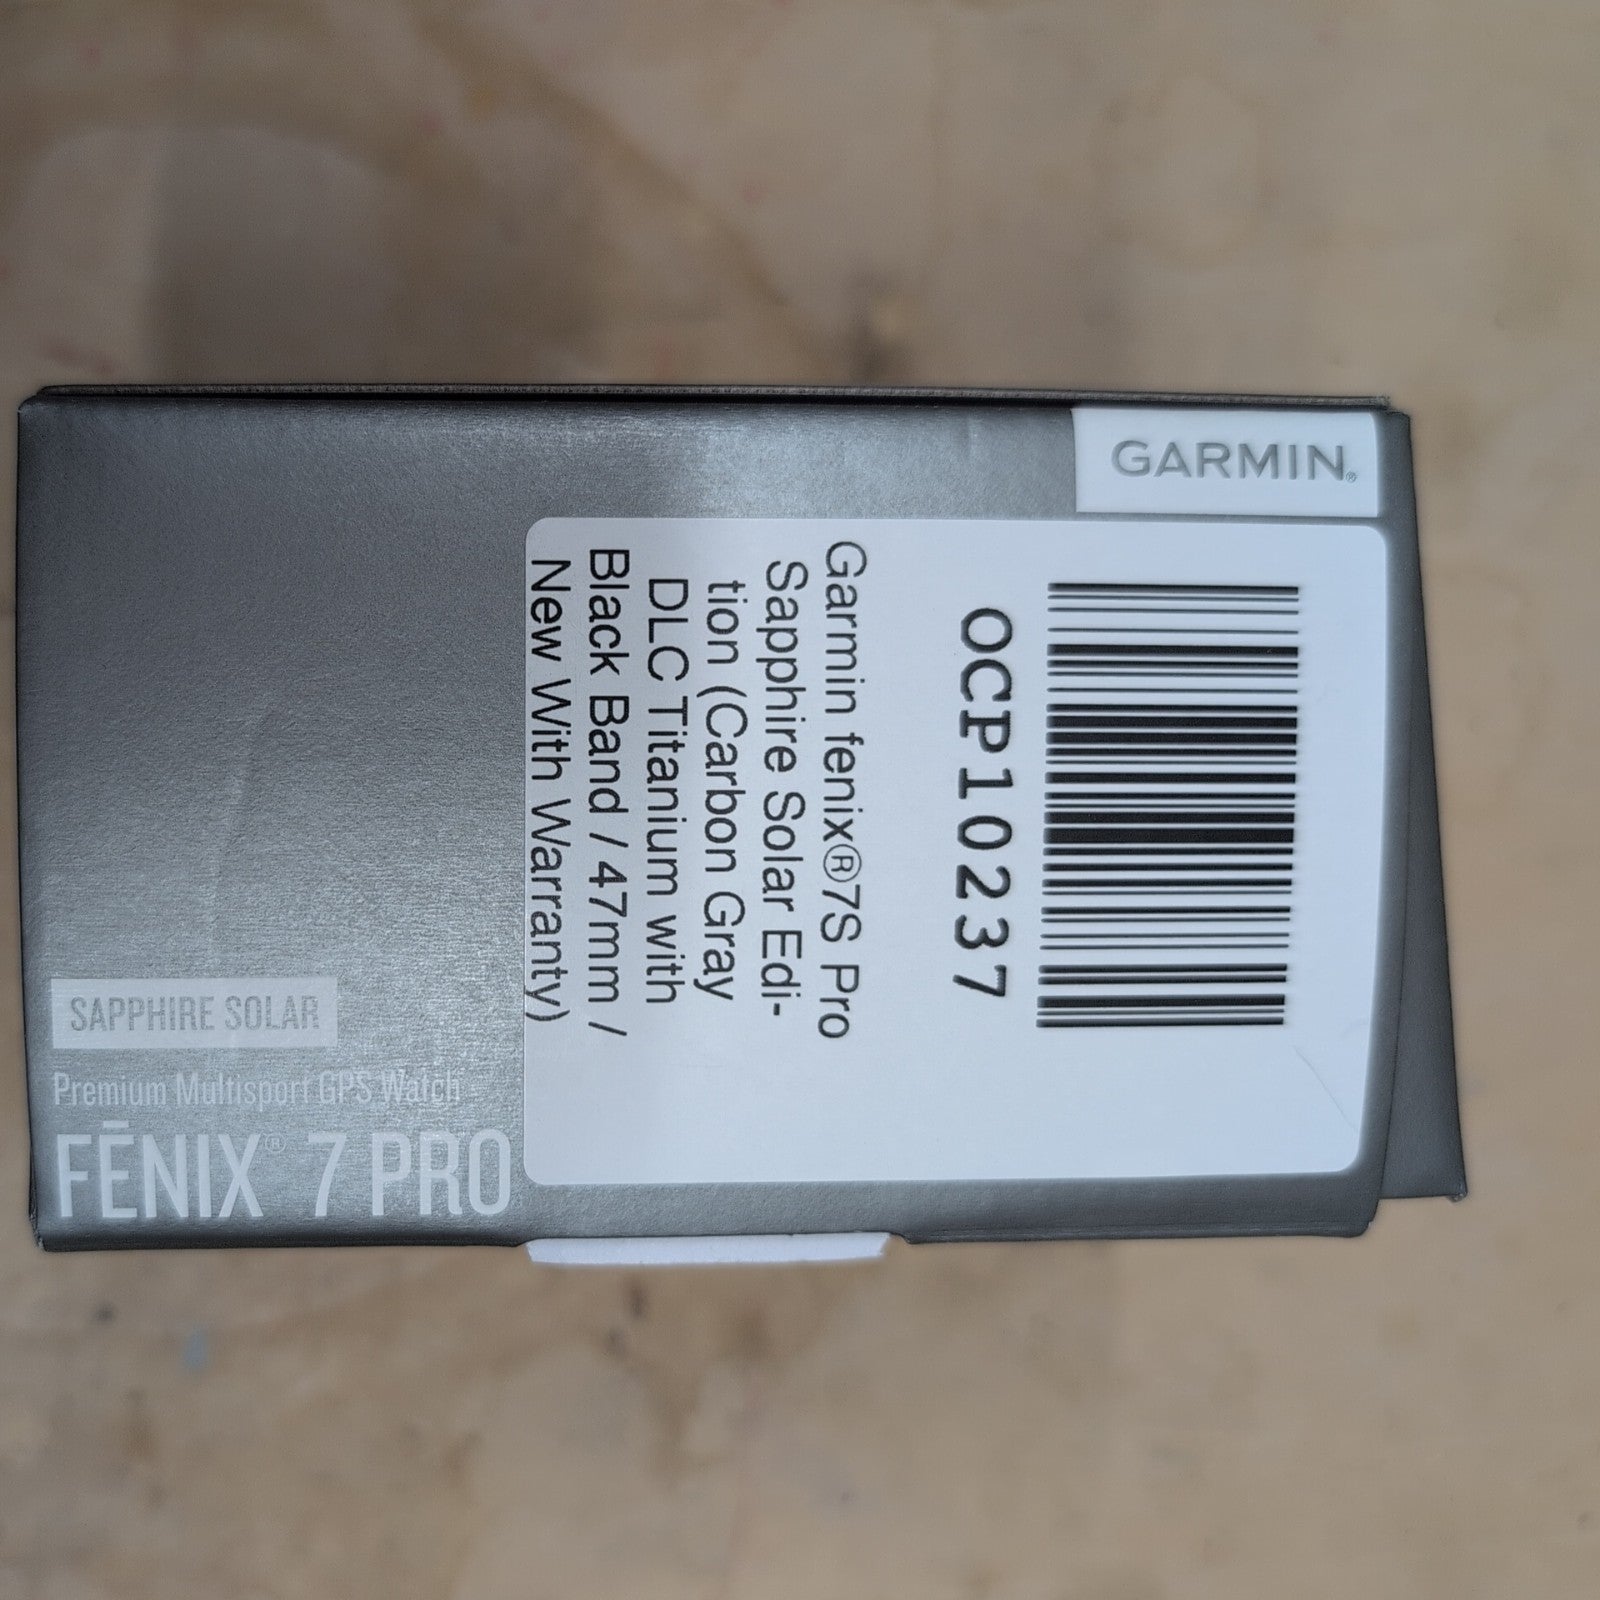 GARMIN®
OCP10237
Garmin fenix®7S Pro
Sapphire Solar Edi-
tion (Carbon Gray
DLC Titanium with
Black Band / 47mm /
New With Warranty)
SAPPHIRE SOLAR
Premium Multisport GPS Watch
FĒNIX® 7 PRO